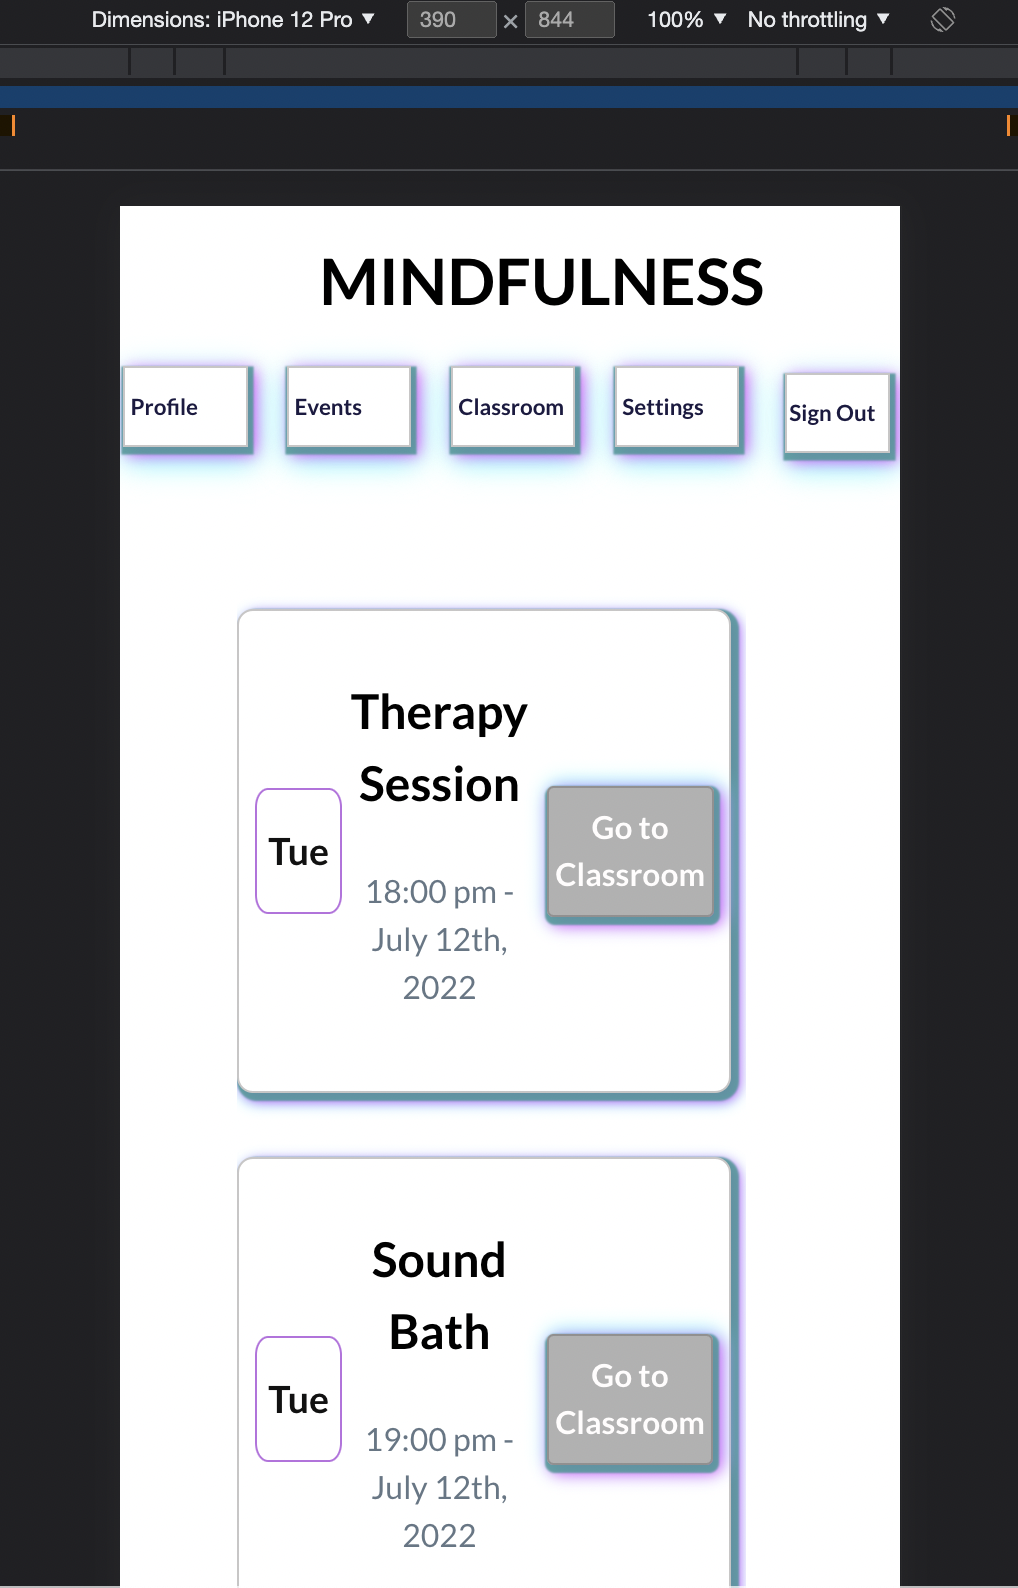 Dimensions: iPhone 12 Pro ▼ 390 × 844 100% ▼ No throttling ▼
MINDFULNESS
Profile Events Classroom Settings Sign Out
Therapy
Session
Tue
18:00 pm -
July 12th,
2022
Go to
Classroom
Sound
Bath
Tue
19:00 pm -
July 12th,
2022
Go to
Classroom